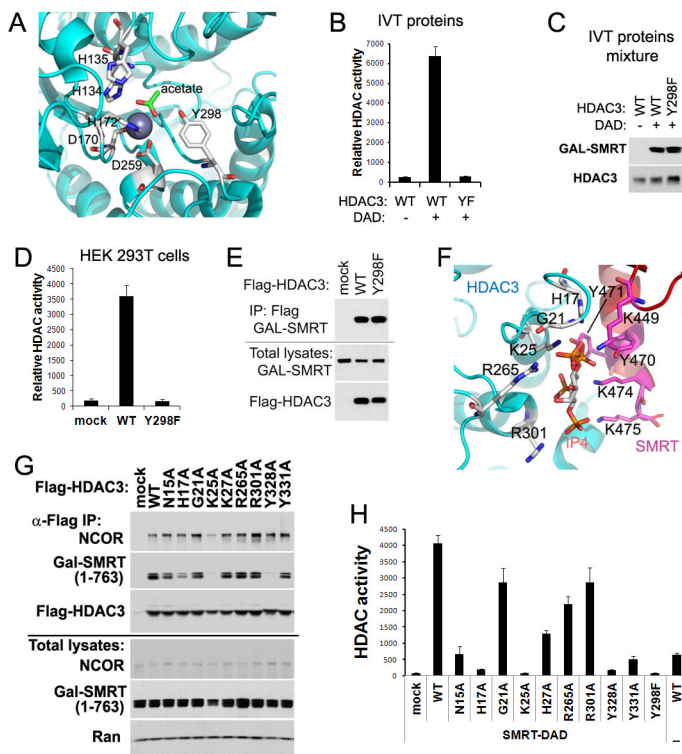 A
H135
H134
acetate
Y298
H172
D170
D259
B
IVT proteins
Relative HDAC activity
7000
6000
5000
4000
3000
2000
1000
0
HDAC3: WT WT YF
DAD: - + +
C
IVT proteins
mixture
HDAC3: WT WT Y298F
DAD: - + +
GAL-SMRT
HDAC3
D
HEK 293T cells
Relative HDAC activity
4500
4000
3500
3000
2500
2000
1500
1000
500
0
mock WT Y298F
E
Flag-HDAC3: mock WT Y298F
IP: Flag
GAL-SMRT
Total lysates:
GAL-SMRT
Flag-HDAC3
F
HDAC3
H17
Y471
G21
K449
K25
Y470
R265
K474
K475
R301
IP4
SMRT
G
Flag-HDAC3: mock WT N15A H17A G21A K25A K27A R265A R301A Y328A Y331A
α-Flag IP:
NCOR
Gal-SMRT
(1-763)
Flag-HDAC3
Total lysates:
NCOR
Gal-SMRT
(1-763)
Ran
H
HDAC activity
5000
4500
4000
3500
3000
2500
2000
1500
1000
500
0
mock WT N15A H17A G21A K25A H27A R265A R301A Y328A Y331A Y298F WT
SMRT-DAD –